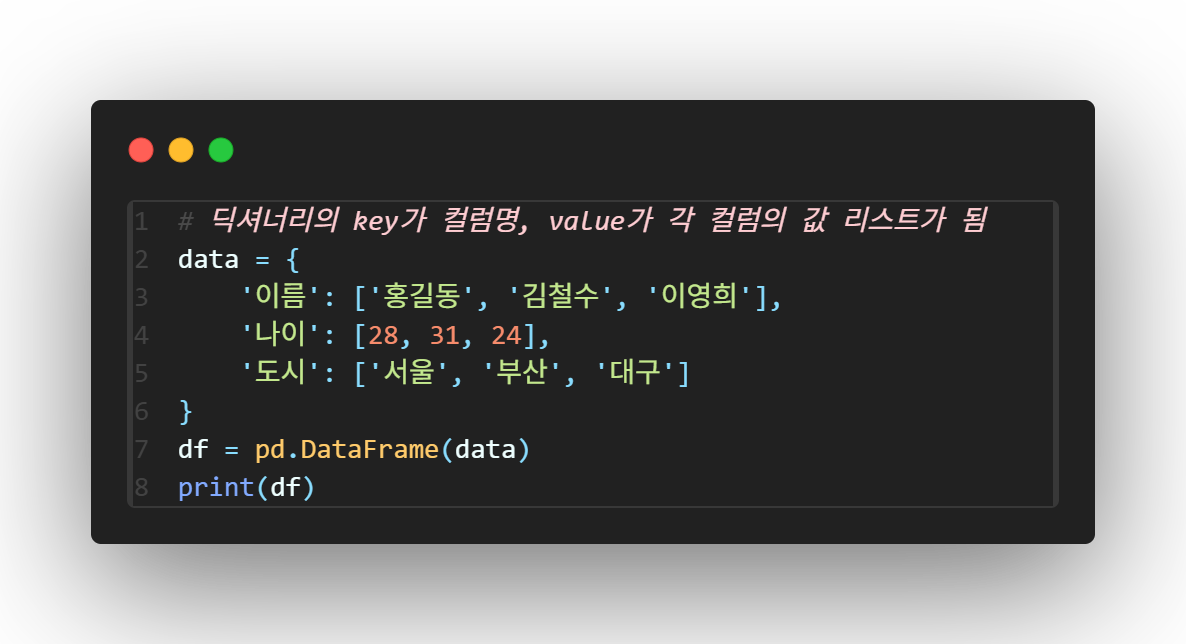 1 # 딕셔너리의 key가 컬럼명, value가 각 컬럼의 값 리스트가 됨
2 data = {
3     '이름': ['홍길동', '김철수', '이영희'],
4     '나이': [28, 31, 24],
5     '도시': ['서울', '부산', '대구']
6 }
7 df = pd.DataFrame(data)
8 print(df)